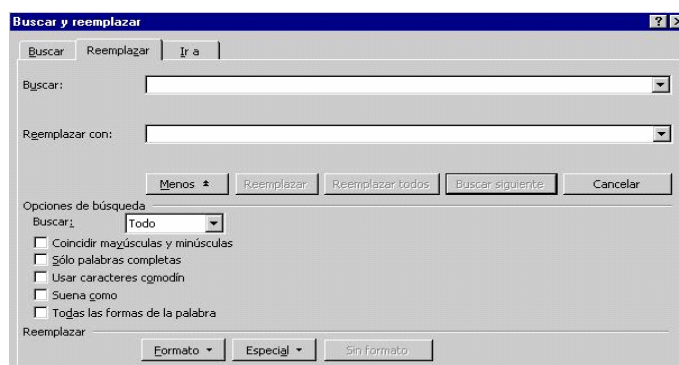 Buscar y reemplazar
Buscar Reemplazar Ir a
Buscar:
Reemplazar con:
Menos Reemplazar Reemplazar todos Buscar siguiente Cancelar
Opciones de búsqueda
Buscar: Todo
Coincidir mayúsculas y minúsculas
Sólo palabras completas
Usar caracteres comodín
Suena como
Todas las formas de la palabra
Reemplazar
Formato Especial Sin formato